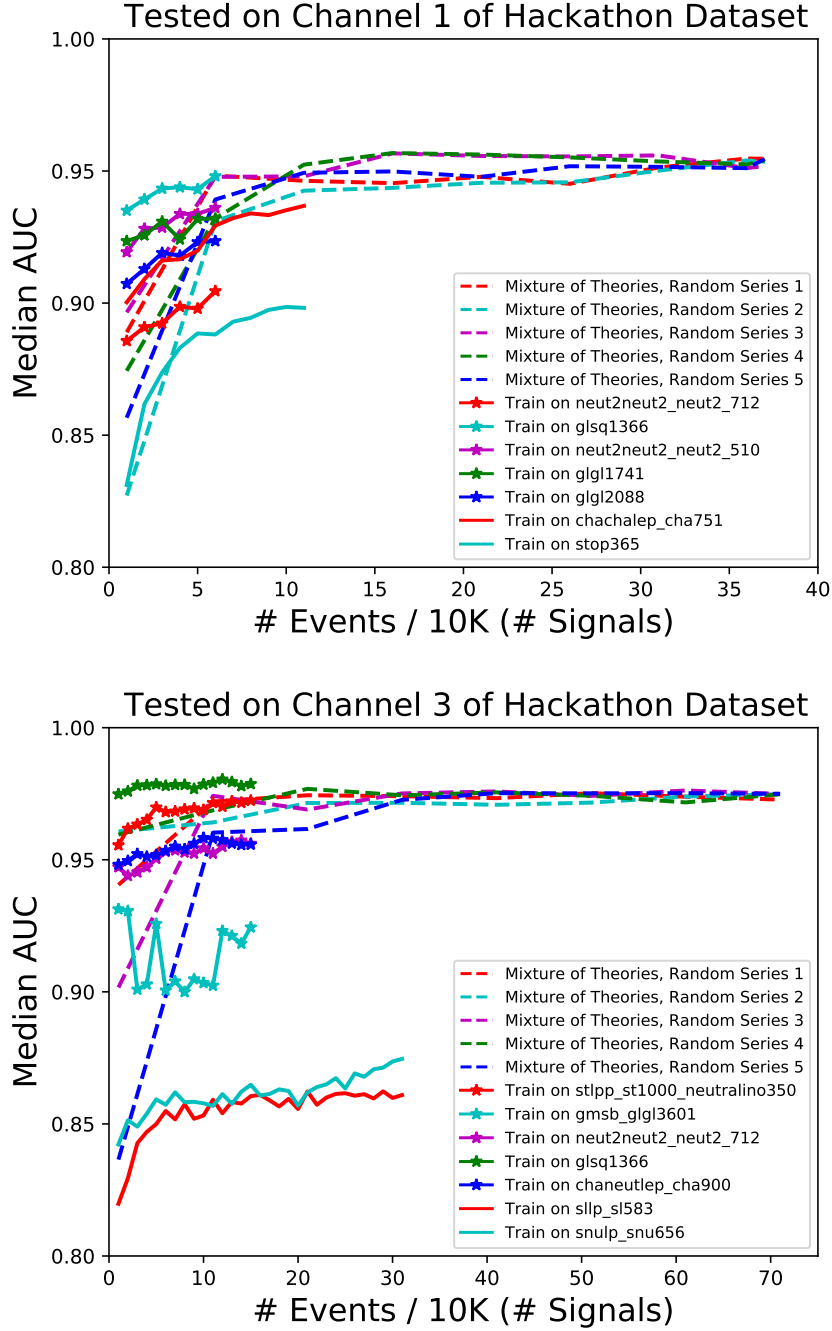 Tested on Channel 1 of Hackathon Dataset
1.00
0.95
0.90
0.85
0.80
Median AUC
Mixture of Theories, Random Series 1
Mixture of Theories, Random Series 2
Mixture of Theories, Random Series 3
Mixture of Theories, Random Series 4
Mixture of Theories, Random Series 5
Train on neut2neut2_neut2_712
Train on glsq1366
Train on neut2neut2_neut2_510
Train on glgl1741
Train on glgl2088
Train on chachalep_cha751
Train on stop365
0 5 10 15 20 25 30 35 40
# Events / 10K (# Signals)
Tested on Channel 3 of Hackathon Dataset
1.00
0.95
0.90
0.85
0.80
Median AUC
Mixture of Theories, Random Series 1
Mixture of Theories, Random Series 2
Mixture of Theories, Random Series 3
Mixture of Theories, Random Series 4
Mixture of Theories, Random Series 5
Train on stlpp_st1000_neutralino350
Train on gmsb_glgl3601
Train on neut2neut2_neut2_712
Train on glsq1366
Train on chaneutlep_cha900
Train on sllp_sl583
Train on snulp_snu656
0 10 20 30 40 50 60 70
# Events / 10K (# Signals)